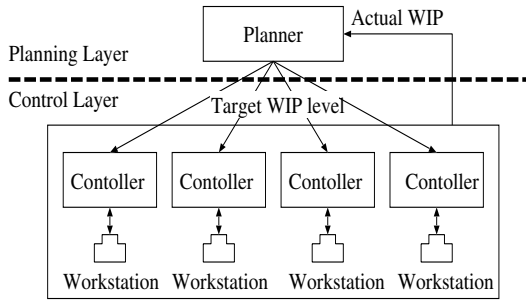 Planner
Actual WIP
Planning Layer
Control Layer
Target WIP level
Contoller
Contoller
Contoller
Contoller
Workstation
Workstation
Workstation
Workstation